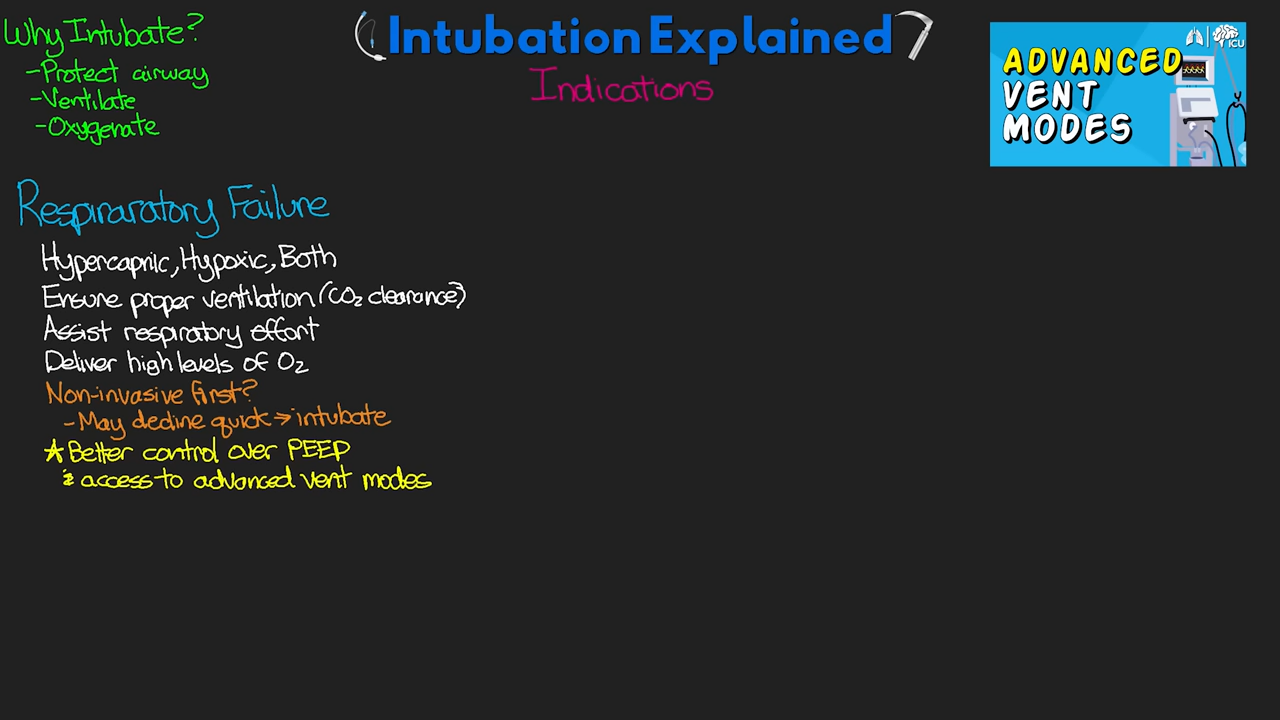 Why Intubate?
-Protect airway
-Ventilate
-Oxygenate
Intubation Explained
Indications
ICU
ADVANCED
VENT
MODES
Respiraratory Failure
Hypercapnic, Hypoxic, Both
Ensure proper ventilation (CO₂ clearance)
Assist respiratory effort
Deliver high levels of O₂
Non-invasive first?
-May decline quick → intubate
★Better control over PEEP
& access to advanced vent modes